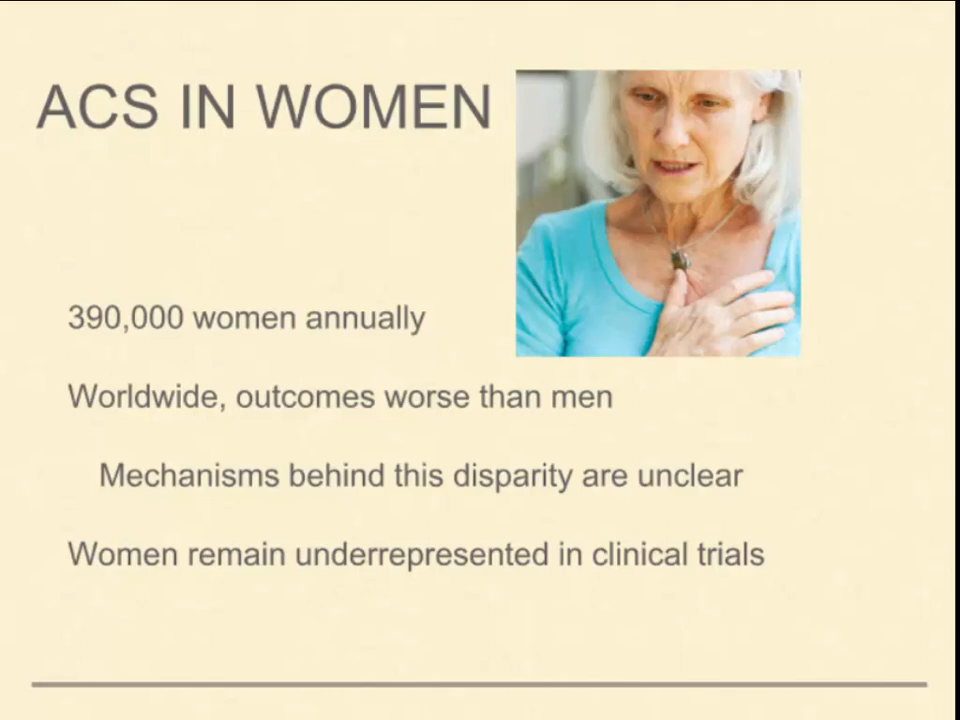 ACS IN WOMEN
390,000 women annually
Worldwide, outcomes worse than men
Mechanisms behind this disparity are unclear
Women remain underrepresented in clinical trials